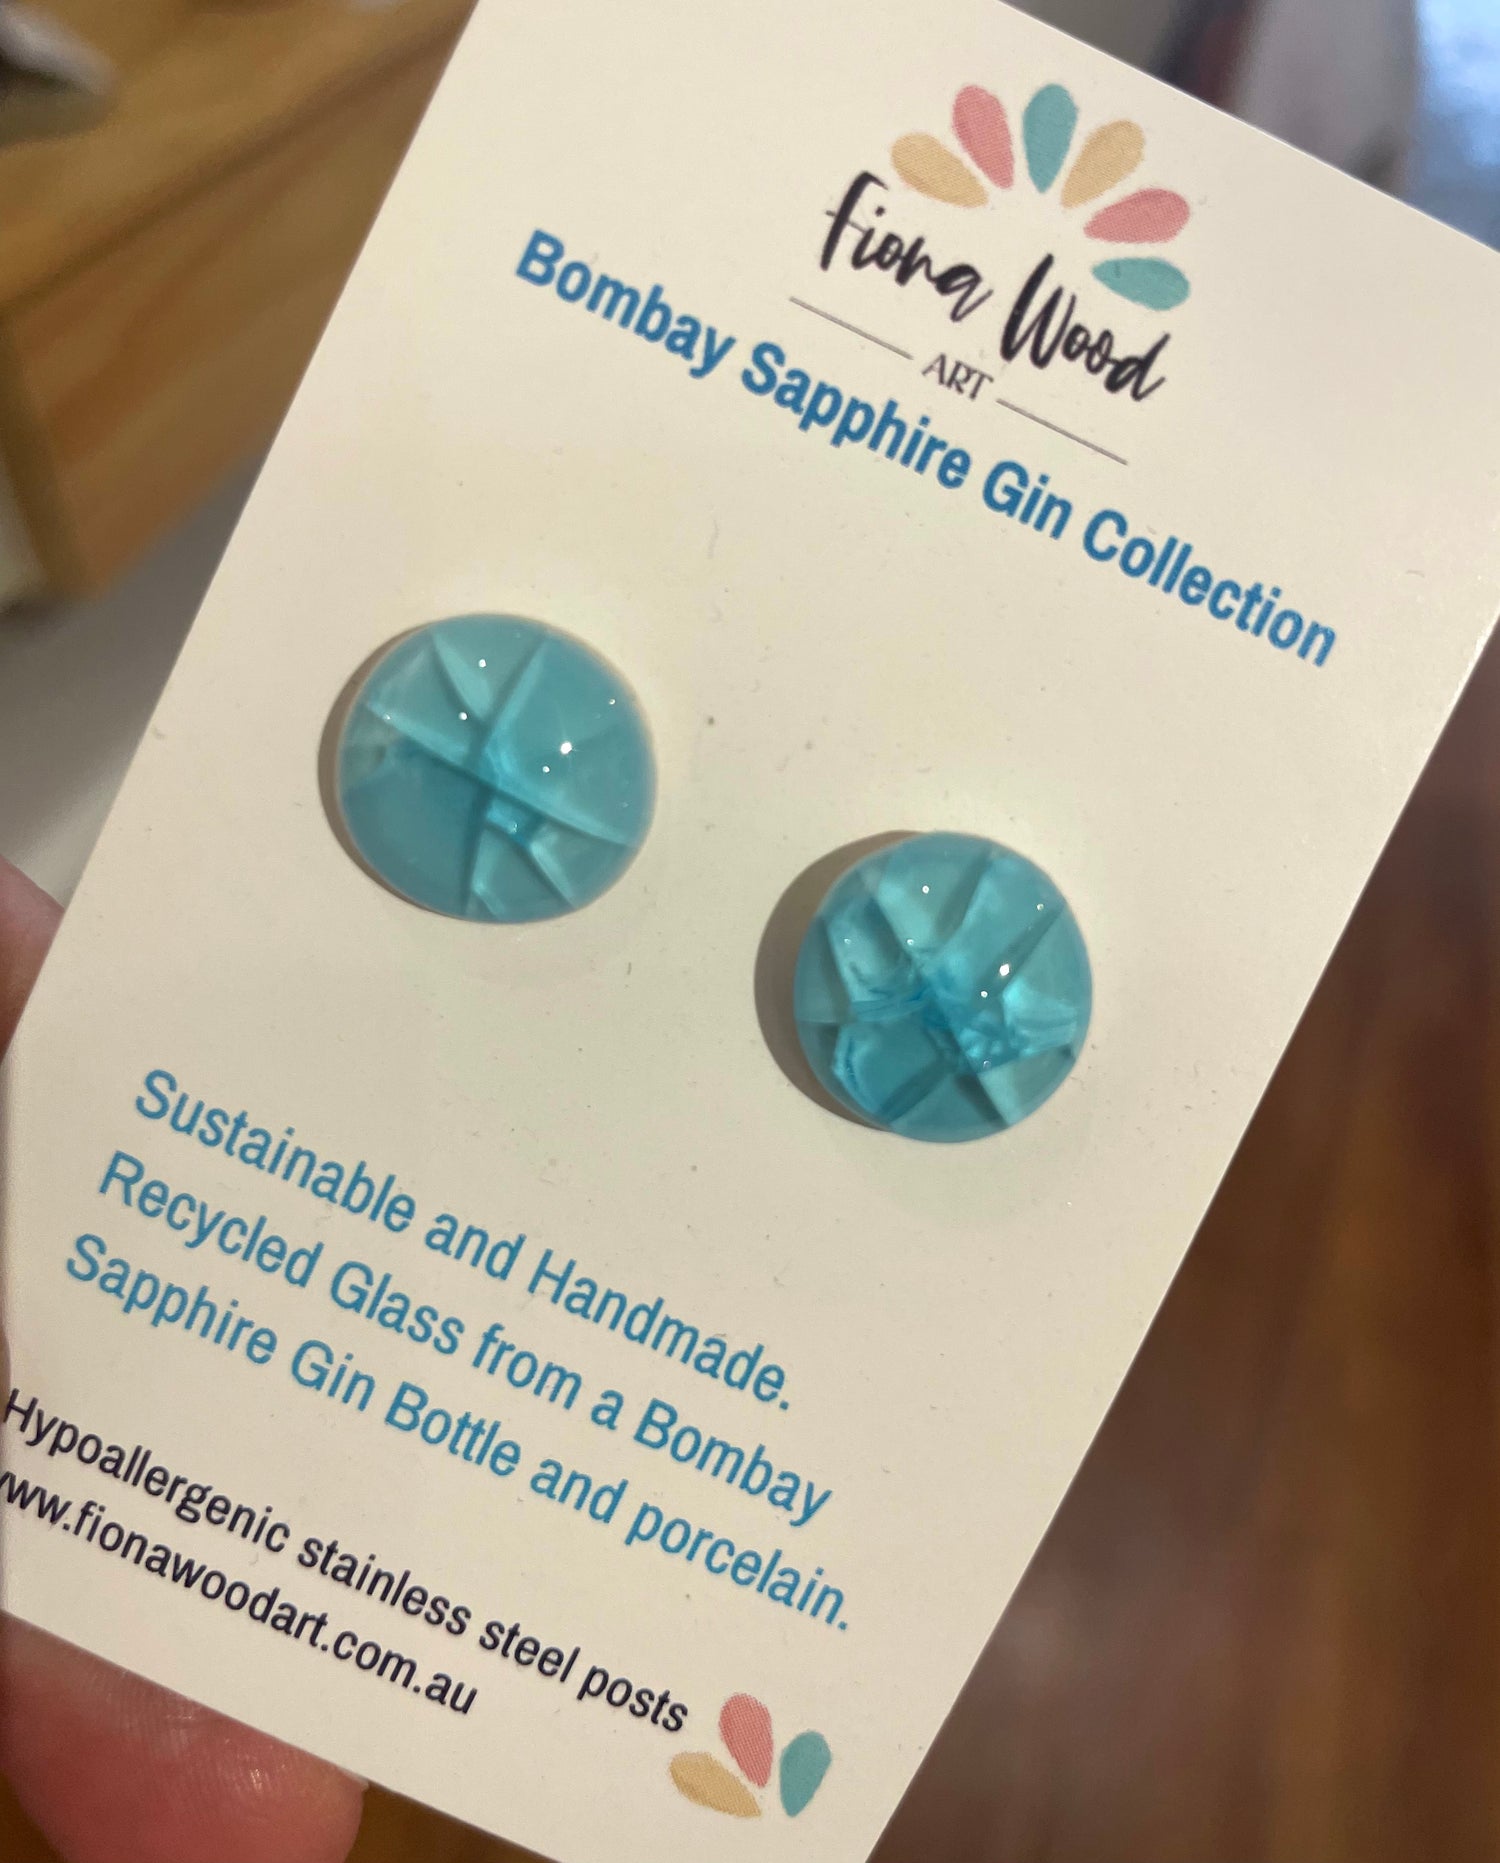 Fiona Wood
ART
Bombay Sapphire Gin Collection
Sustainable and Handmade.
Recycled Glass from a Bombay
Sapphire Gin Bottle and porcelain.
Hypoallergenic stainless steel posts
www.fionawoodart.com.au